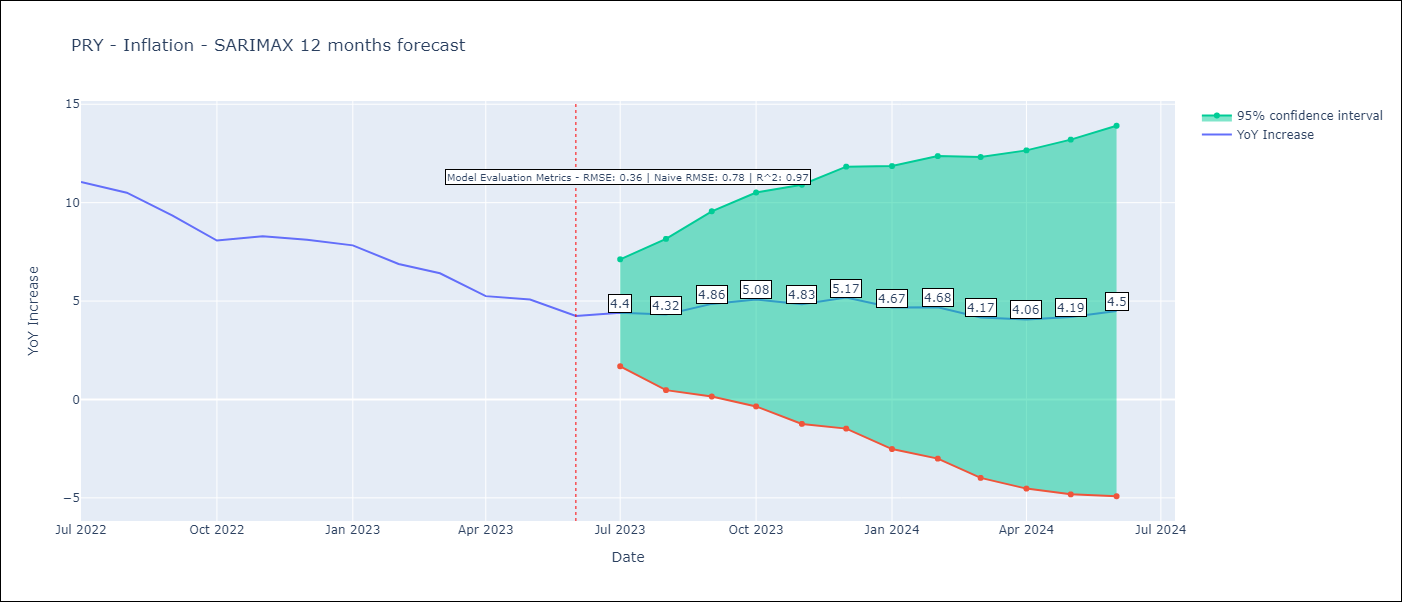 PRY - Inflation - SARIMAX 12 months forecast
15
10
5
0
−5
YoY Increase
Model Evaluation Metrics - RMSE: 0.36 | Naive RMSE: 0.78 | R^2: 0.97
4.4
4.32
4.86
5.08
4.83
5.17
4.67
4.68
4.17
4.06
4.19
4.5
95% confidence interval
YoY Increase
Jul 2022
Oct 2022
Jan 2023
Apr 2023
Jul 2023
Oct 2023
Jan 2024
Apr 2024
Jul 2024
Date